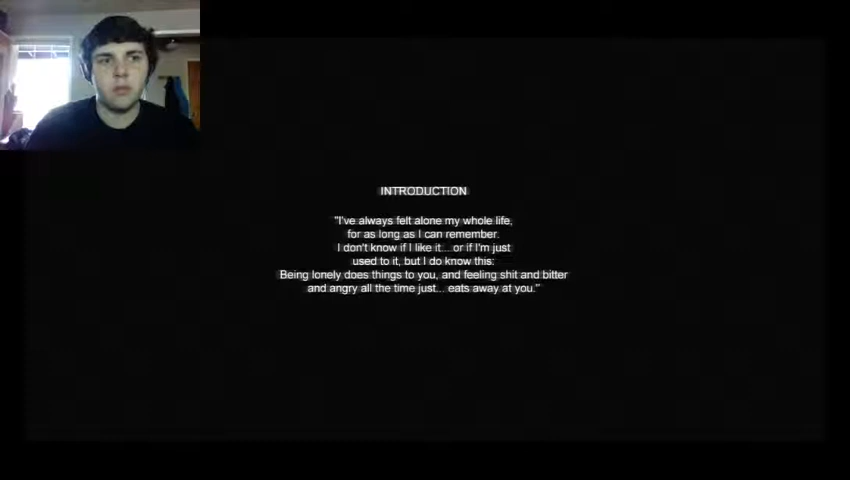 INTRODUCTION
"I've always felt alone my whole life,
for as long as I can remember.
I don't know if I like it... or if I'm just
used to it, but I do know this:
Being lonely does things to you, and feeling shit and bitter
and angry all the time just... eats away at you."